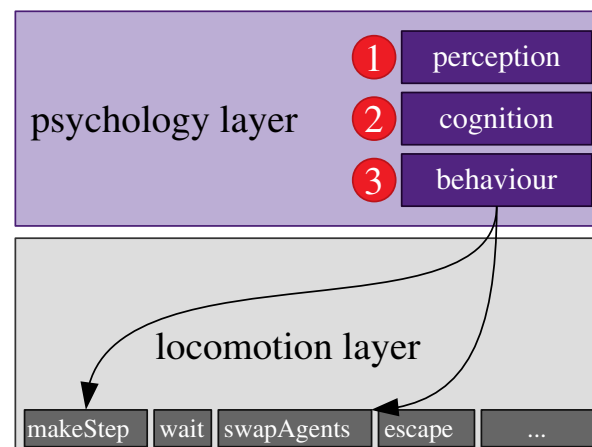 1 perception
psychology layer
2 cognition
3 behaviour
locomotion layer
makeStep wait swapAgents escape ...